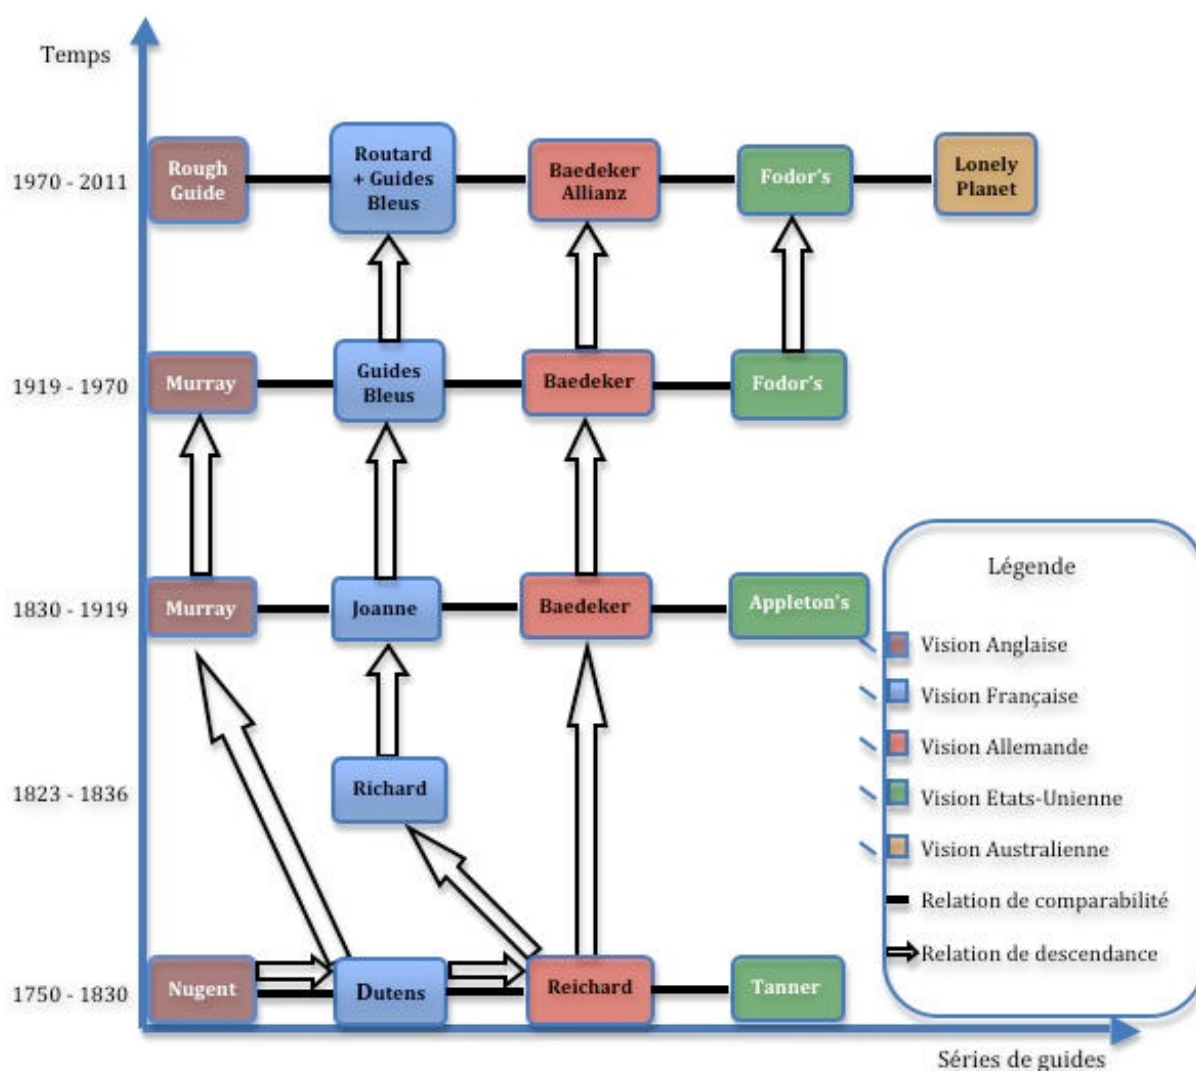 Temps
1970 - 2011
Rough
Guide
Routard
+ Guides
Bleus
Baedeker
Allianz
Fodor's
Lonely
Planet
1919 - 1970
Murray
Guides
Bleus
Baedeker
Fodor's
1830 - 1919
Murray
Joanne
Baedeker
Appleton's
1823 - 1836
Richard
1750 - 1830
Nugent
Dutens
Reichard
Tanner
Légende
Vision Anglaise
Vision Française
Vision Allemande
Vision Etats-Unienne
Vision Australienne
Relation de comparabilité
Relation de descendance
Séries de guides